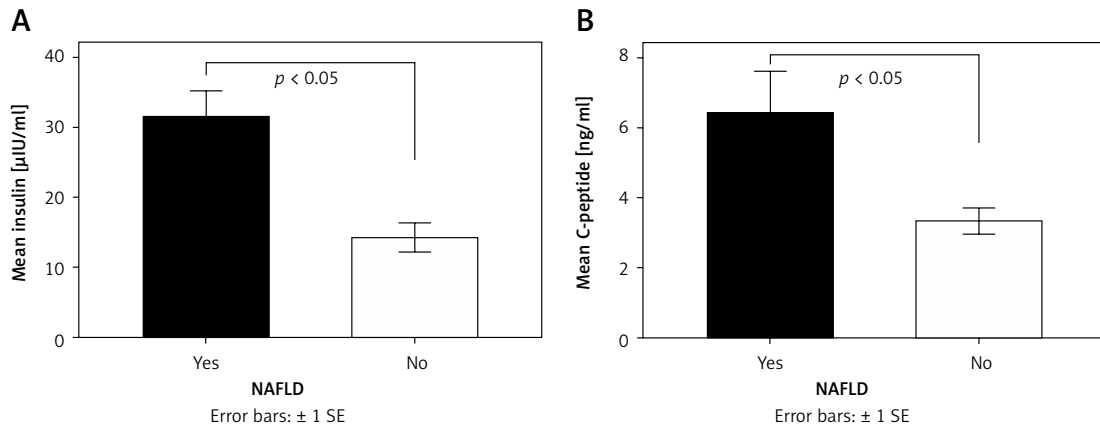 A
Mean insulin [μIU/ml]
40
30
20
10
0
p < 0.05
Yes
No
NAFLD
Error bars: ± 1 SE
B
Mean C-peptide [ng/ml]
8
6
4
2
0
p < 0.05
Yes
No
NAFLD
Error bars: ± 1 SE